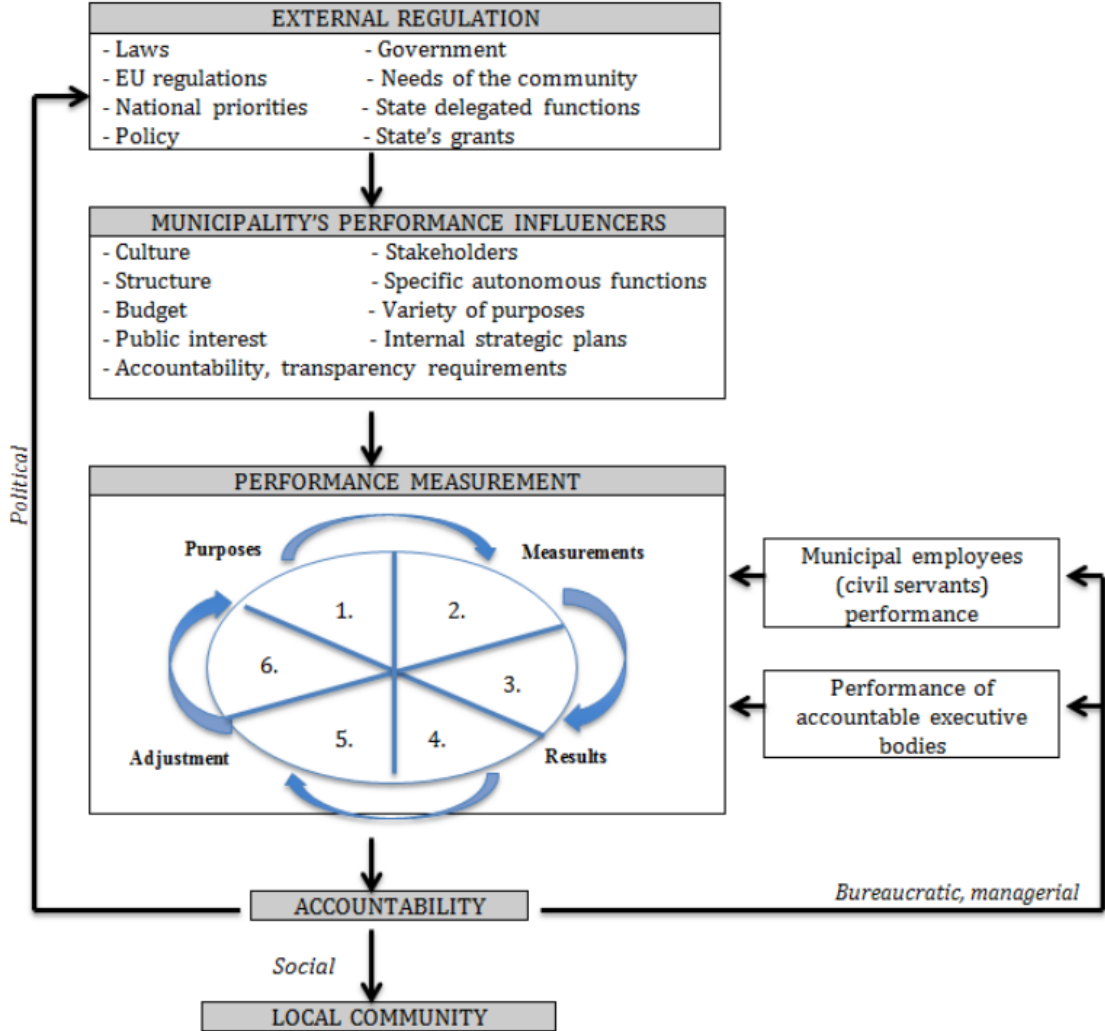 EXTERNAL REGULATION
- Laws - Government
- EU regulations - Needs of the community
- National priorities - State delegated functions
- Policy - State's grants
MUNICIPALITY'S PERFORMANCE INFLUENCERS
- Culture - Stakeholders
- Structure - Specific autonomous functions
- Budget - Variety of purposes
- Public interest - Internal strategic plans
- Accountability, transparency requirements
Political
PERFORMANCE MEASUREMENT
Purposes
Measurements
1.
2.
3.
4.
5.
6.
Adjustment
Results
Municipal employees
(civil servants)
performance
Performance of
accountable executive
bodies
Bureaucratic, managerial
ACCOUNTABILITY
Social
LOCAL COMMUNITY